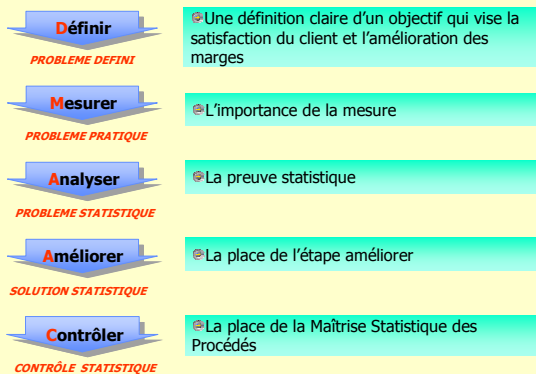 Définir
Une définition claire d'un objectif qui vise la
satisfaction du client et l'amélioration des
marges
PROBLEME DEFINI
Mesurer
L'importance de la mesure
PROBLEME PRATIQUE
Analyser
La preuve statistique
PROBLEME STATISTIQUE
Améliorer
La place de l'étape améliorer
SOLUTION STATISTIQUE
Contrôler
La place de la Maîtrise Statistique des
Procédés
CONTRÔLE STATISTIQUE